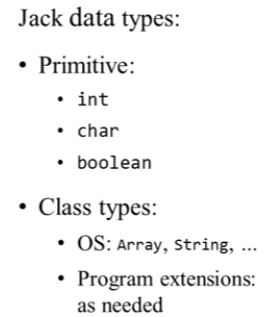 Jack data types:
• Primitive:
• int
• char
• boolean
• Class types:
• OS: Array, String, ...
• Program extensions:
as needed